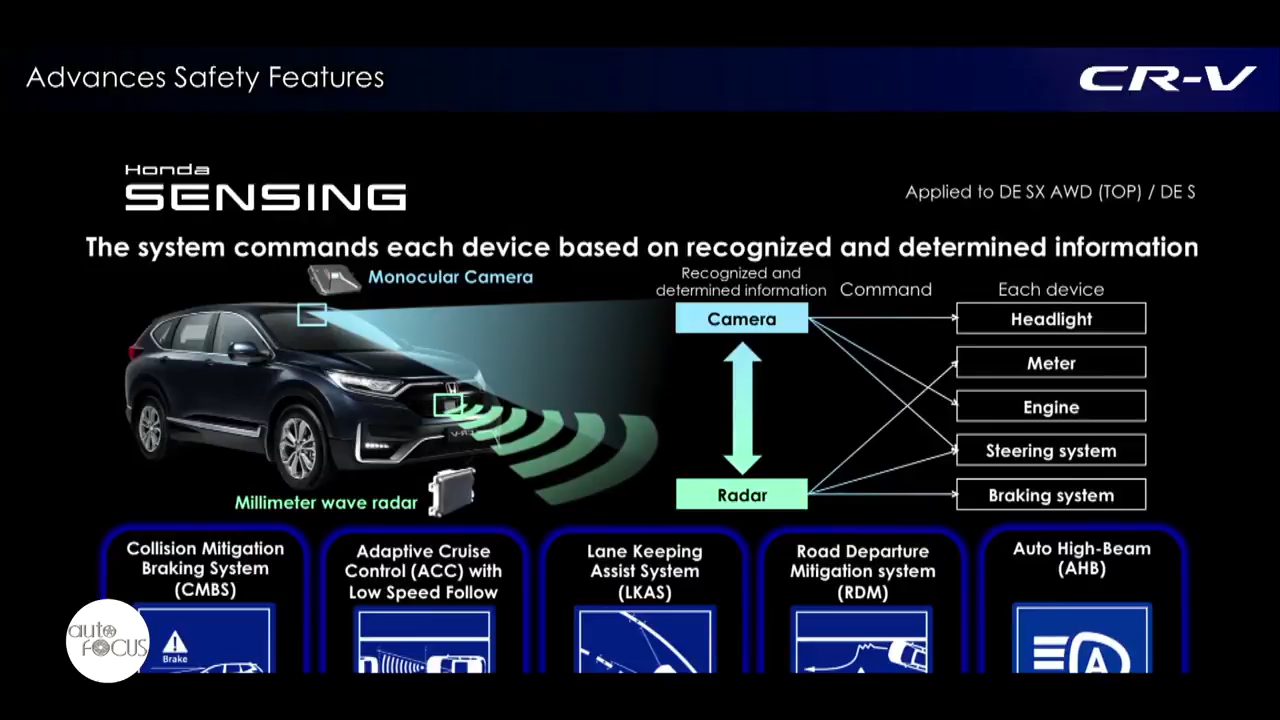 Advances Safety Features
CR-V
Honda
SENSING
Applied to DE SX AWD (TOP) / DE S
The system commands each device based on recognized and determined information
Monocular Camera
Millimeter wave radar
Recognized and
determined information
Command
Each device
Camera
Radar
Headlight
Meter
Engine
Steering system
Braking system
Collision Mitigation
Braking System
(CMBS)
Brake
Adaptive Cruise
Control (ACC) with
Low Speed Follow
Lane Keeping
Assist System
(LKAS)
Road Departure
Mitigation system
(RDM)
Auto High-Beam
(AHB)
A
auto
FOCUS